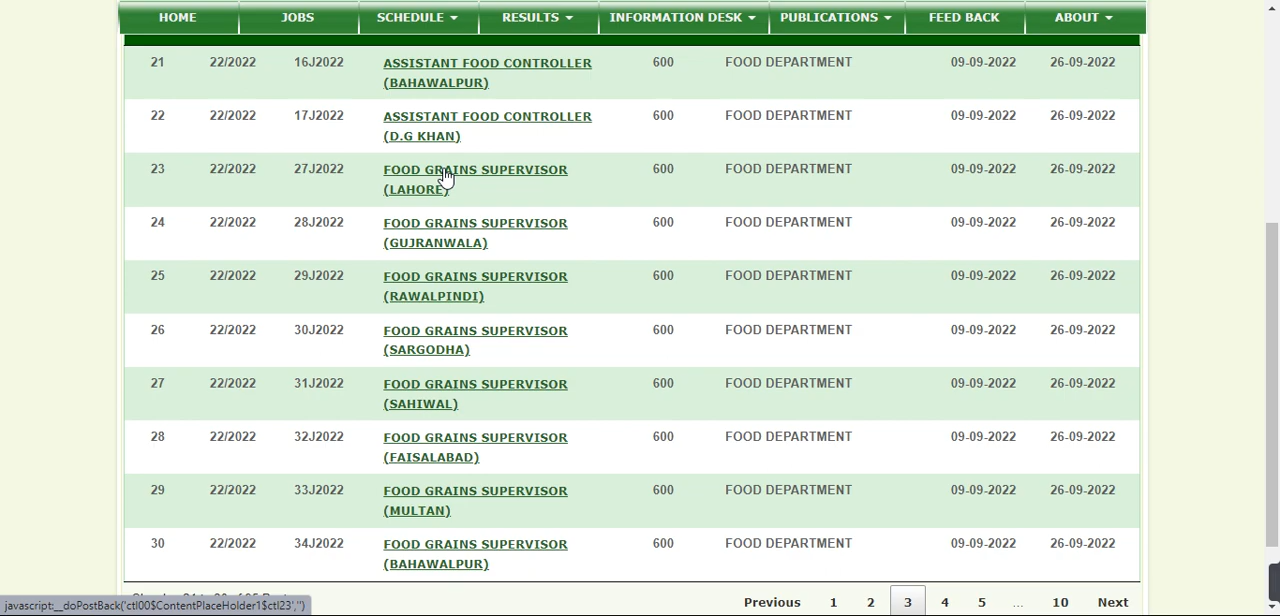 HOME JOBS SCHEDULE RESULTS INFORMATION DESK PUBLICATIONS FEED BACK ABOUT
21 22/2022 16J2022 ASSISTANT FOOD CONTROLLER 600 FOOD DEPARTMENT 09-09-2022 26-09-2022
(BAHAWALPUR)
22 22/2022 17J2022 ASSISTANT FOOD CONTROLLER 600 FOOD DEPARTMENT 09-09-2022 26-09-2022
(D.G KHAN)
23 22/2022 27J2022 FOOD GRAINS SUPERVISOR 600 FOOD DEPARTMENT 09-09-2022 26-09-2022
(LAHORE)
24 22/2022 28J2022 FOOD GRAINS SUPERVISOR 600 FOOD DEPARTMENT 09-09-2022 26-09-2022
(GUJRANWALA)
25 22/2022 29J2022 FOOD GRAINS SUPERVISOR 600 FOOD DEPARTMENT 09-09-2022 26-09-2022
(RAWALPINDI)
26 22/2022 30J2022 FOOD GRAINS SUPERVISOR 600 FOOD DEPARTMENT 09-09-2022 26-09-2022
(SARGODHA)
27 22/2022 31J2022 FOOD GRAINS SUPERVISOR 600 FOOD DEPARTMENT 09-09-2022 26-09-2022
(SAHIWAL)
28 22/2022 32J2022 FOOD GRAINS SUPERVISOR 600 FOOD DEPARTMENT 09-09-2022 26-09-2022
(FAISALABAD)
29 22/2022 33J2022 FOOD GRAINS SUPERVISOR 600 FOOD DEPARTMENT 09-09-2022 26-09-2022
(MULTAN)
30 22/2022 34J2022 FOOD GRAINS SUPERVISOR 600 FOOD DEPARTMENT 09-09-2022 26-09-2022
(BAHAWALPUR)
Previous 1 2 3 4 5 ... 10 Next
javascript:__doPostBack('ctl00$ContentPlaceHolder1$ctl23','')